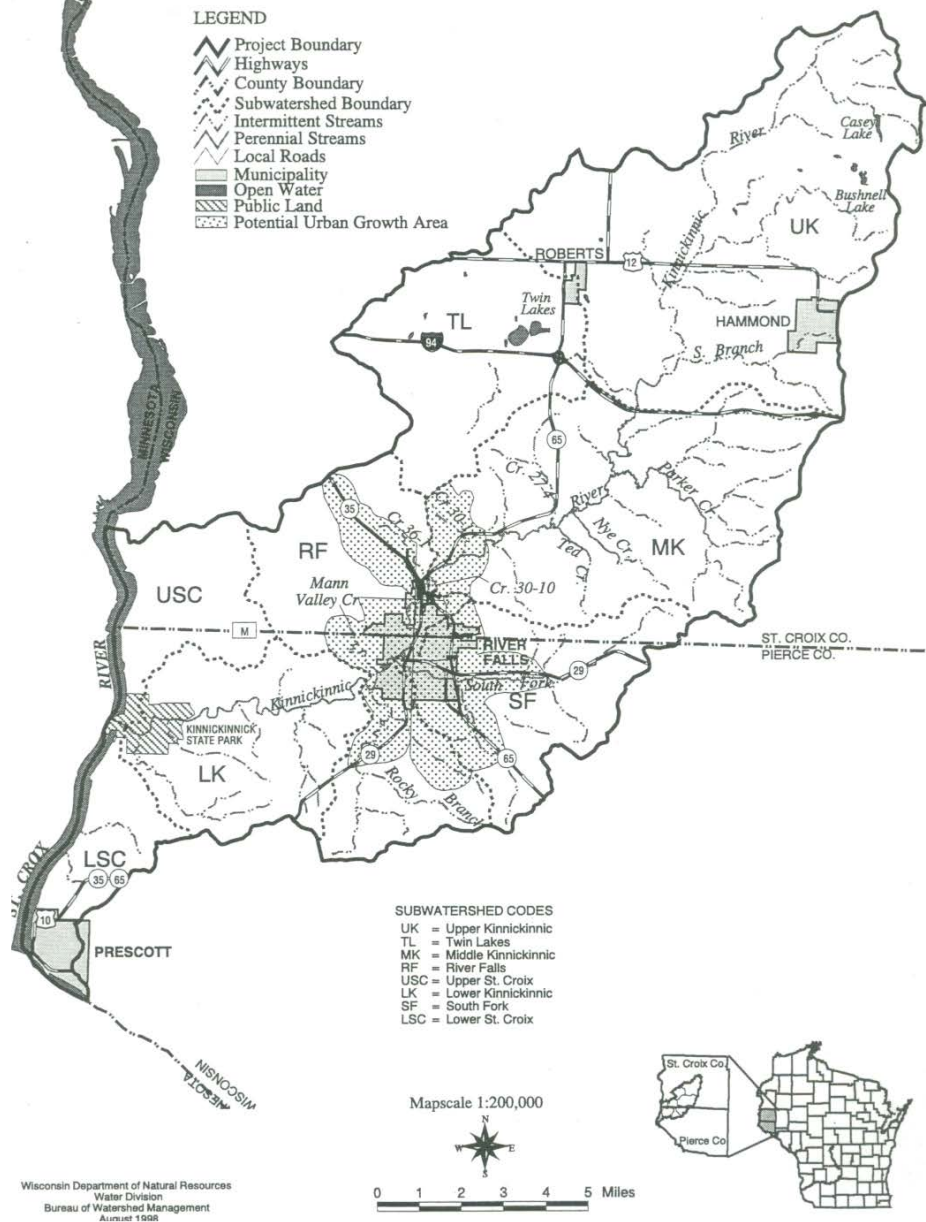 LEGEND
Project Boundary
Highways
County Boundary
Subwatershed Boundary
Intermittent Streams
Perennial Streams
Local Roads
Municipality
Open Water
Public Land
Potential Urban Growth Area
River
Casey
Lake
Bushnell
Lake
UK
Kinnickinnic
ROBERTS
12
Twin
Lakes
TL
HAMMOND
94
S. Branch
MINNESOTA
WISCONSIN
65
Parker Cr.
River
35
Nye Cr.
MK
Ted Cr.
RF
USC
Mann
Valley Cr.
Cr. 30-10
M
ST. CROIX CO.
PIERCE CO.
RIVER
FALLS
RIVER
29
South Fork
SF
Kinnickinnic
KINNICKINNICK
STATE PARK
LK
29
65
Rocky Branch
LSC
35 65
ST. CROIX
10
PRESCOTT
WISCONSIN
SUBWATERSHED CODES
UK = Upper Kinnickinnic
TL = Twin Lakes
MK = Middle Kinnickinnic
RF = River Falls
USC = Upper St. Croix
LK = Lower Kinnickinnic
SF = South Fork
LSC = Lower St. Croix
Mapscale 1:200,000
N
W E
S
0 1 2 3 4 5 Miles
St. Croix Co.
Pierce Co
Wisconsin Department of Natural Resources
Water Division
Bureau of Watershed Management
August 1998